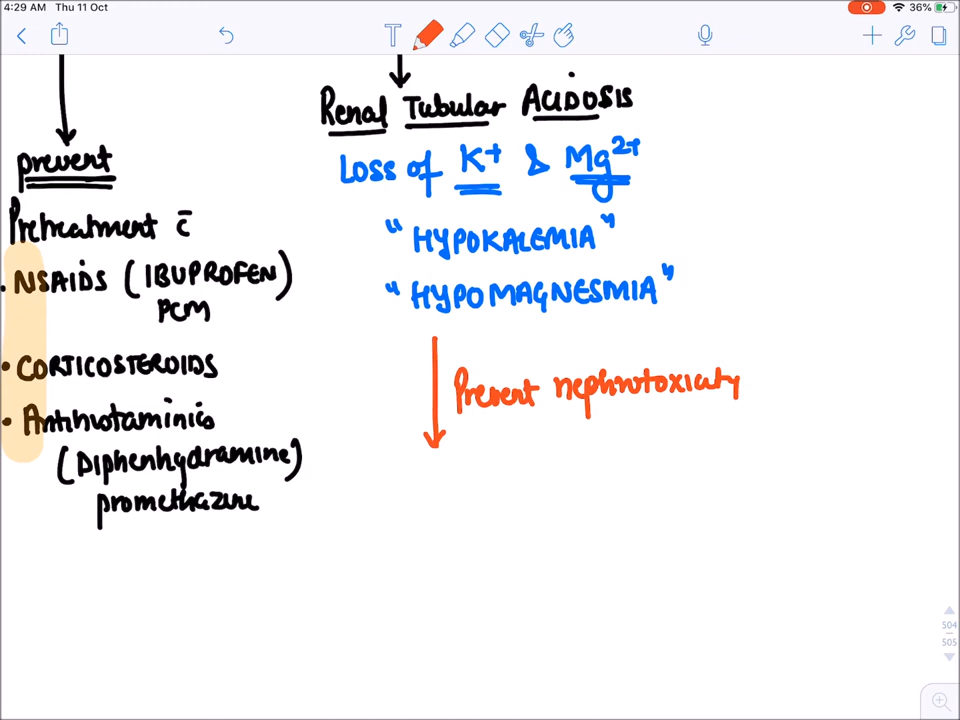 4:29 AM Thu 11 Oct
36%
T
prevent
Pretreatment c̄
• NSAIDS (IBUPROFEN)
PCM
• CORTICOSTEROIDS
• Antihistaminics
(Diphenhydramine)
promethazine
Renal Tubular ACIDOSIS
Loss of K+ & Mg2+
"HYPOKALEMIA"
"HYPOMAGNESMIA"
Prevent nephrotoxicity
504
505